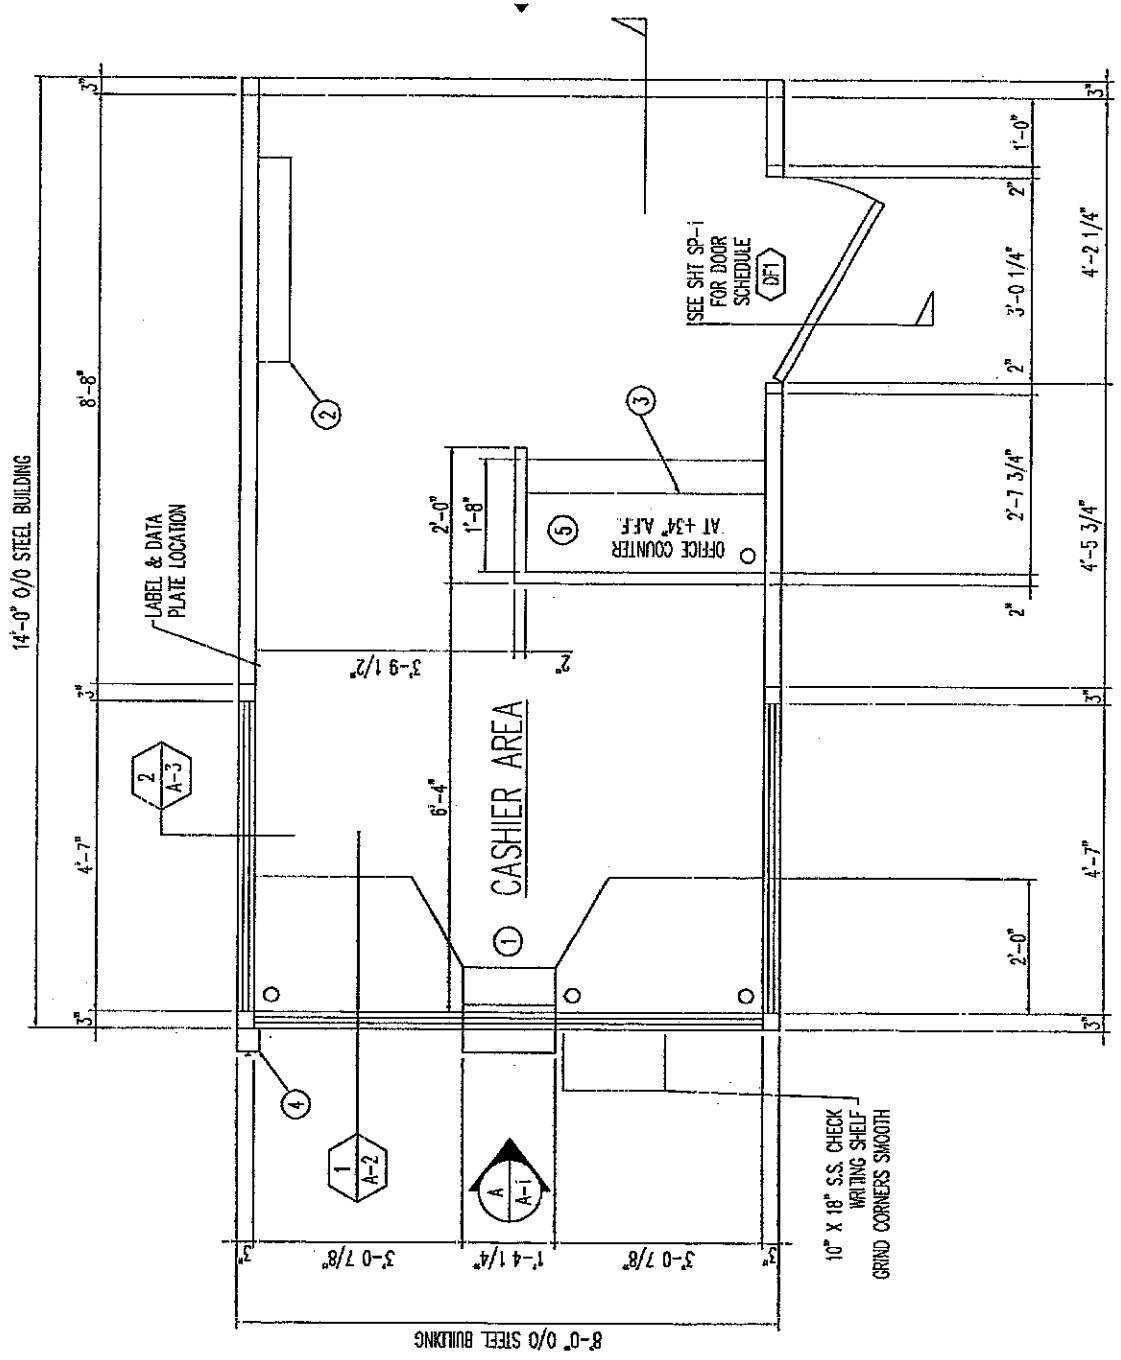 14'-0" O/O STEEL BUILDING
3"
4'-7"
3"
8'-8"
3"
2
A-3
LABEL & DATA
PLATE LOCATION
2
1
A-2
4
A
A-1
8'-0" O/O STEEL BUILDING
3"
3'-0 7/8"
1'-4 1/4"
3'-0 7/8"
3"
6'-4"
2'-0"
1'-8"
3'-9 1/2"
2"
1
CASHIER AREA
5
OFFICE COUNTER
AT +34" A.F.F.
3
SEE SHT SP-1
FOR DOOR
SCHEDULE
DF1
10" X 18" S.S. CHECK
WRITING SHELF
GRIND CORNERS SMOOTH
2'-0"
2"
2'-7 3/4"
2"
3'-0 1/4"
2"
1'-0"
3"
4'-7"
3"
4'-5 3/4"
4'-2 1/4"
3"